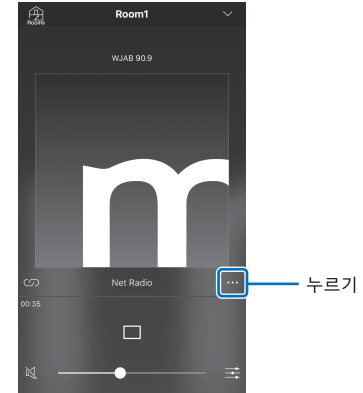 Rooms
Room1
WJAB 90.9
m
Net Radio
···
누르기
00:35